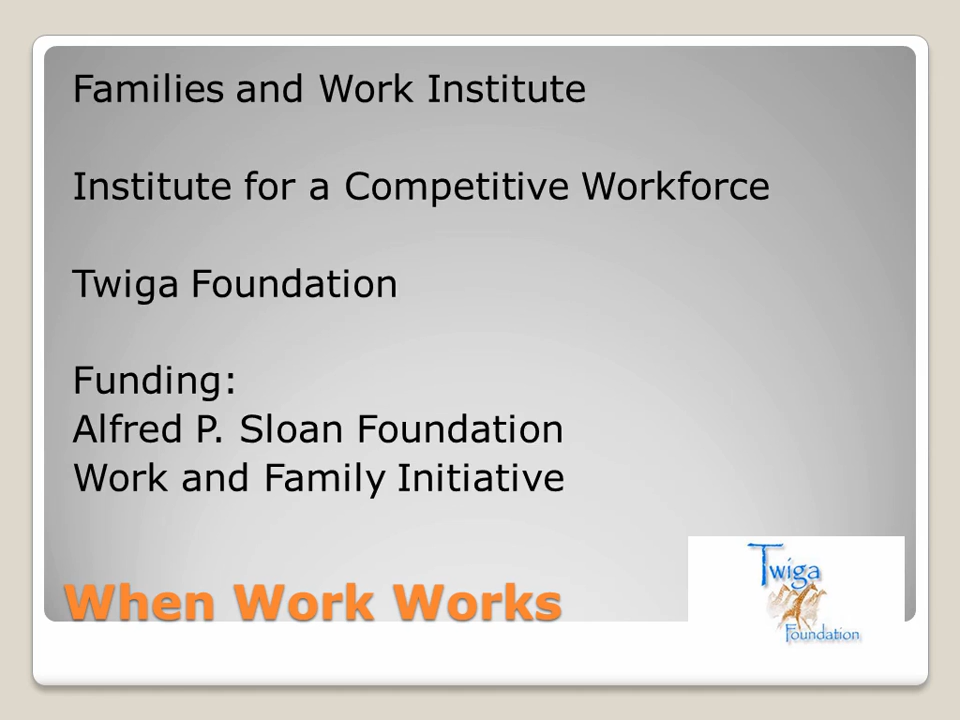 Families and Work Institute
Institute for a Competitive Workforce
Twiga Foundation
Funding:
Alfred P. Sloan Foundation
Work and Family Initiative
When Work Works
Twiga
Foundation